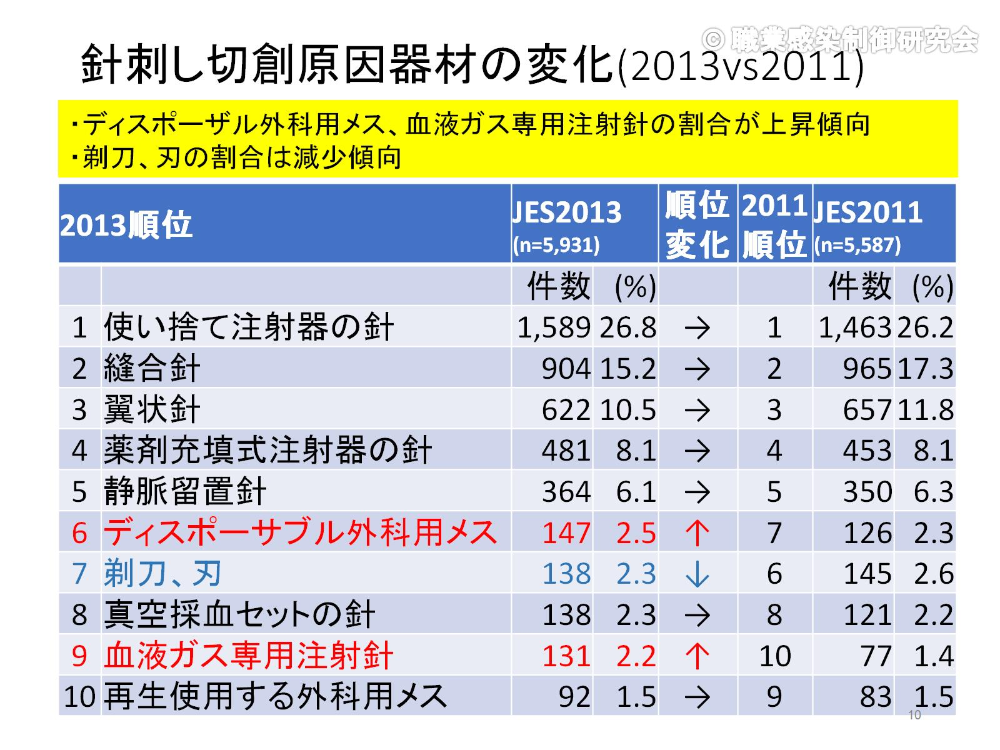 © 職業感染制御研究会
針刺し切創原因器材の変化(2013vs2011)
・ディスポーザル外科用メス、血液ガス専用注射針の割合が上昇傾向
・剃刀、刃の割合は減少傾向
2013順位 JES2013 (n=5,931) 順位変化 2011順位 JES2011 (n=5,587)
件数 (%) 件数 (%)
1 使い捨て注射器の針 1,589 26.8 → 1 1,463 26.2
2 縫合針 904 15.2 → 2 965 17.3
3 翼状針 622 10.5 → 3 657 11.8
4 薬剤充填式注射器の針 481 8.1 → 4 453 8.1
5 静脈留置針 364 6.1 → 5 350 6.3
6 ディスポーサブル外科用メス 147 2.5 ↑ 7 126 2.3
7 剃刀、刃 138 2.3 ↓ 6 145 2.6
8 真空採血セットの針 138 2.3 → 8 121 2.2
9 血液ガス専用注射針 131 2.2 ↑ 10 77 1.4
10 再生使用する外科用メス 92 1.5 → 9 83 1.5
10